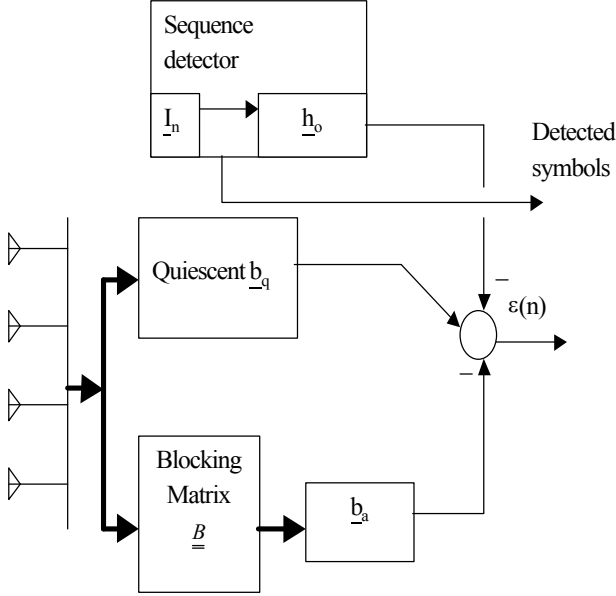 Sequence
detector
I_n
h_o
Detected
symbols
Quiescent b_q
−
ε(n)
−
Blocking
Matrix
B
b_a